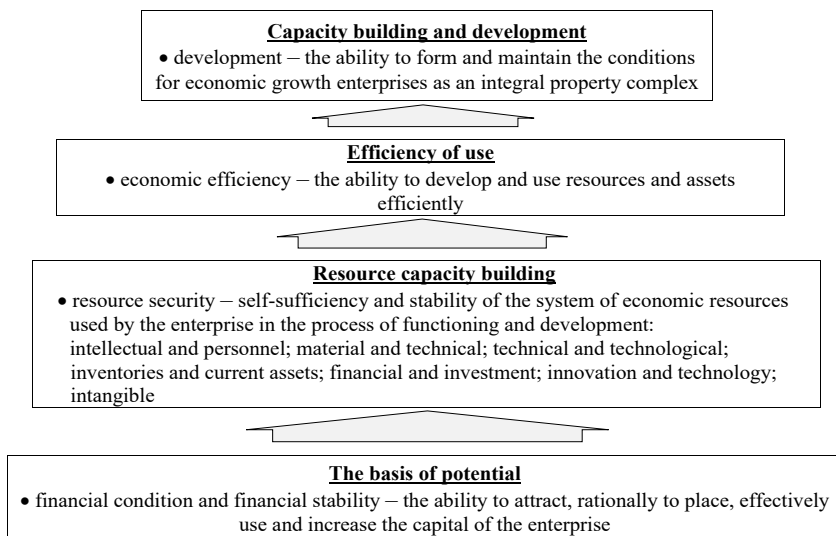 Capacity building and development
• development – the ability to form and maintain the conditions
for economic growth enterprises as an integral property complex
Efficiency of use
• economic efficiency – the ability to develop and use resources and assets
efficiently
Resource capacity building
• resource security – self-sufficiency and stability of the system of economic resources
used by the enterprise in the process of functioning and development:
intellectual and personnel; material and technical; technical and technological;
inventories and current assets; financial and investment; innovation and technology;
intangible
The basis of potential
• financial condition and financial stability – the ability to attract, rationally to place, effectively
use and increase the capital of the enterprise